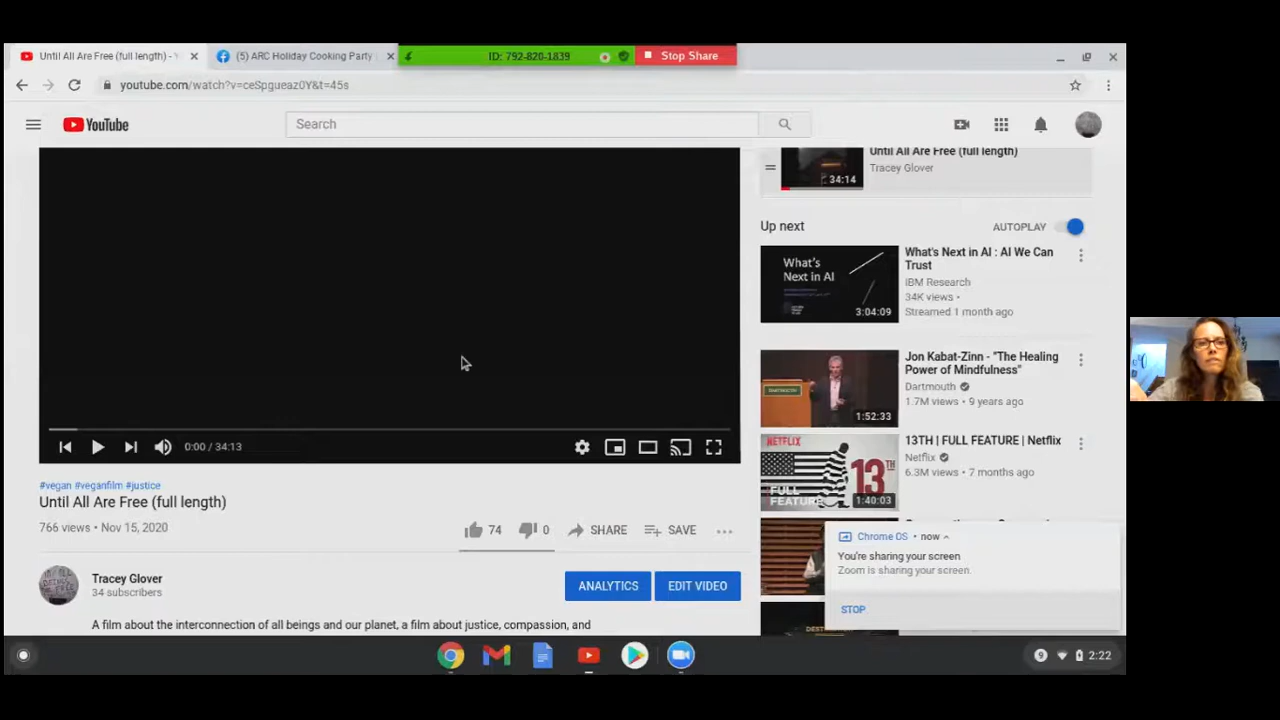 Until All Are Free (full length) - Y
(5) ARC Holiday Cooking Party
ID: 792-820-1839
Stop Share
youtube.com/watch?v=ceSpgueaz0Y&t=45s
YouTube
Search
Until All Are Free (full length)
Tracey Glover
34:14
Up next
AUTOPLAY
What's Next in AI
3:04:09
What's Next in AI : AI We Can
Trust
IBM Research
34K views •
Streamed 1 month ago
DARTMOUTH
1:52:33
Jon Kabat-Zinn - "The Healing
Power of Mindfulness"
Dartmouth
1.7M views • 9 years ago
NETFLIX
13TH
FULL
FEATURE
1:40:03
13TH | FULL FEATURE | Netflix
Netflix
6.3M views • 7 months ago
0:00 / 34:13
#vegan #veganfilm #justice
Until All Are Free (full length)
766 views • Nov 15, 2020
74
0
SHARE
SAVE
Tracey Glover
34 subscribers
ANALYTICS
EDIT VIDEO
A film about the interconnection of all beings and our planet, a film about justice, compassion, and
Chrome OS • now
You're sharing your screen
Zoom is sharing your screen.
STOP
9
2:22